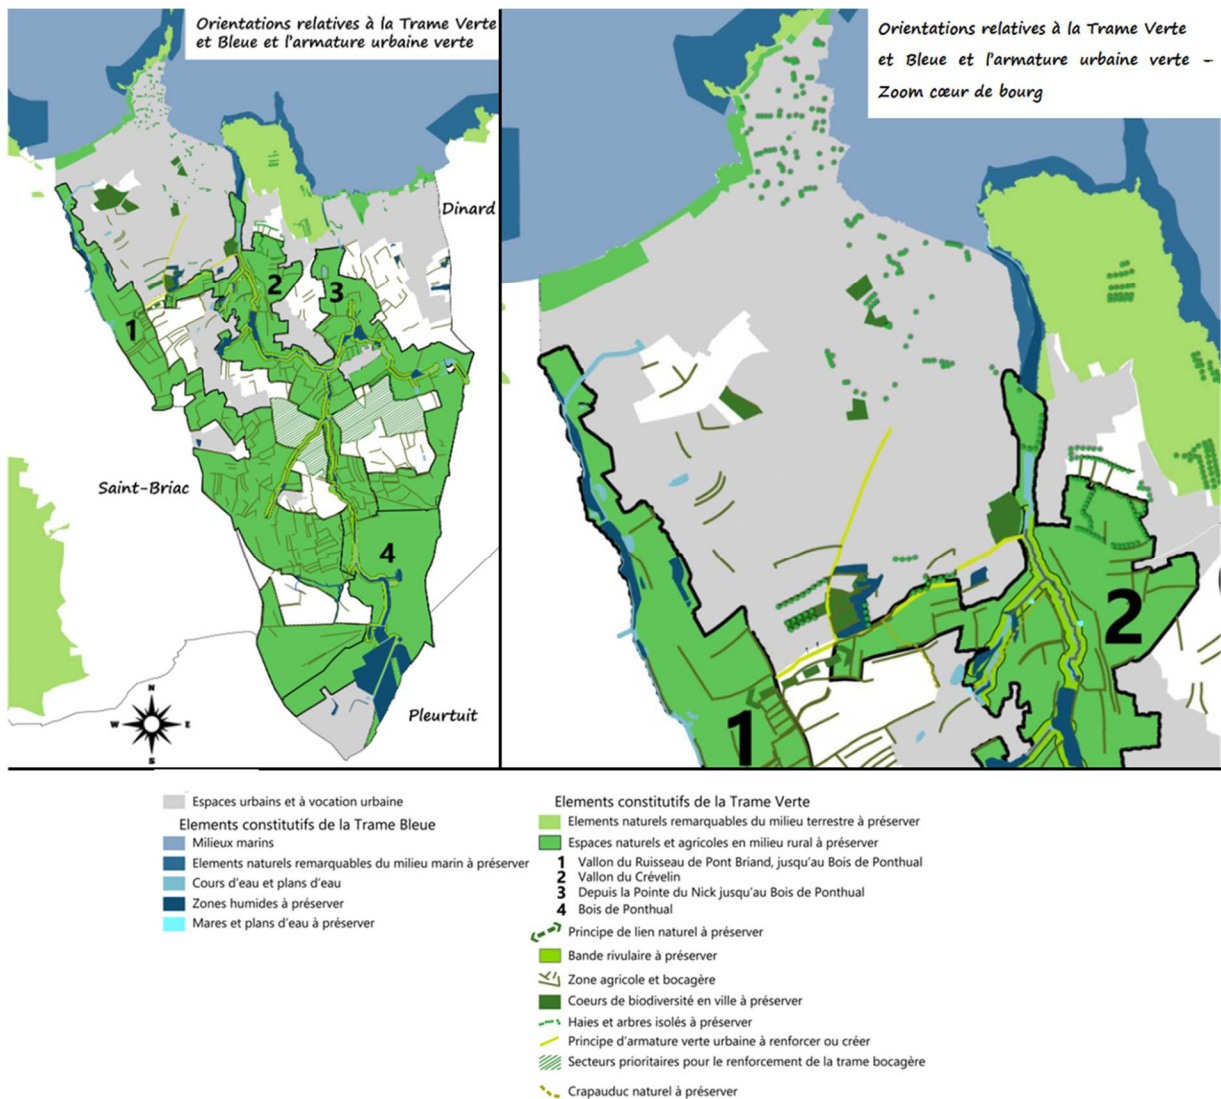 Orientations relatives à la Trame Verte
et Bleue et l'armature urbaine verte
Dinard
1
2
3
4
Saint-Briac
Pleurtuit
N
W
E
S
Orientations relatives à la Trame Verte
et Bleue et l'armature urbaine verte –
Zoom cœur de bourg
1
2
Espaces urbains et à vocation urbaine
Elements constitutifs de la Trame Bleue
Milieux marins
Elements naturels remarquables du milieu marin à préserver
Cours d'eau et plans d'eau
Zones humides à préserver
Mares et plans d'eau à préserver
Elements constitutifs de la Trame Verte
Elements naturels remarquables du milieu terrestre à préserver
Espaces naturels et agricoles en milieu rural à préserver
1 Vallon du Ruisseau de Pont Briand, jusqu'au Bois de Ponthual
2 Vallon du Crévelin
3 Depuis la Pointe du Nick jusqu'au Bois de Ponthual
4 Bois de Ponthual
Principe de lien naturel à préserver
Bande rivulaire à préserver
Zone agricole et bocagère
Coeurs de biodiversité en ville à préserver
Haies et arbres isolés à préserver
Principe d'armature verte urbaine à renforcer ou créer
Secteurs prioritaires pour le renforcement de la trame bocagère
Crapauduc naturel à préserver